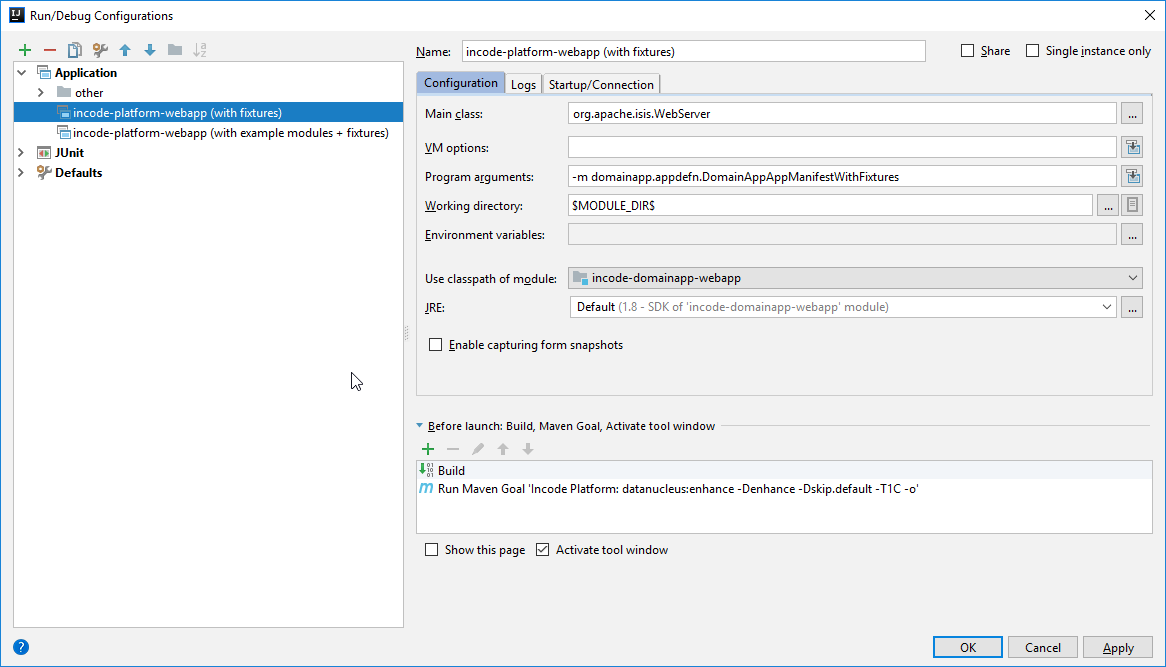 IJ Run/Debug Configurations
Name: incode-platform-webapp (with fixtures) Share Single instance only
Application
other
incode-platform-webapp (with fixtures)
incode-platform-webapp (with example modules + fixtures)
JUnit
Defaults
Configuration Logs Startup/Connection
Main class: org.apache.isis.WebServer ...
VM options:
Program arguments: -m domainapp.appdefn.DomainAppAppManifestWithFixtures
Working directory: $MODULE_DIR$ ...
Environment variables: ...
Use classpath of module: incode-domainapp-webapp
JRE: Default (1.8 - SDK of 'incode-domainapp-webapp' module) ...
Enable capturing form snapshots
Before launch: Build, Maven Goal, Activate tool window
Build
m Run Maven Goal 'Incode Platform: datanucleus:enhance -Denhance -Dskip.default -T1C -o'
Show this page Activate tool window
? OK Cancel Apply